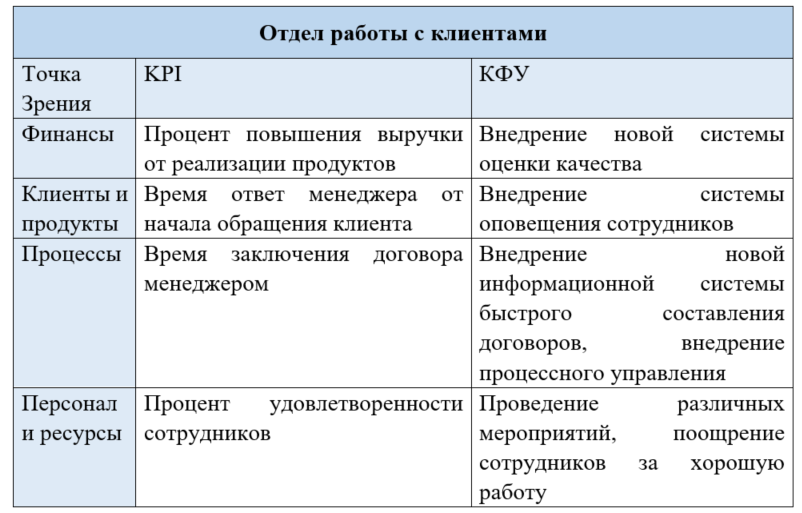 Отдел работы с клиентами
Точка
Зрения
KPI
КФУ
Финансы
Процент повышения выручки
от реализации продуктов
Внедрение новой системы
оценки качества
Клиенты и
продукты
Время ответ менеджера от
начала обращения клиента
Внедрение системы
оповещения сотрудников
Процессы
Время заключения договора
менеджером
Внедрение новой
информационной системы
быстрого составления
договоров, внедрение
процессного управления
Персонал
и ресурсы
Процент удовлетворенности
сотрудников
Проведение различных
мероприятий, поощрение
сотрудников за хорошую
работу